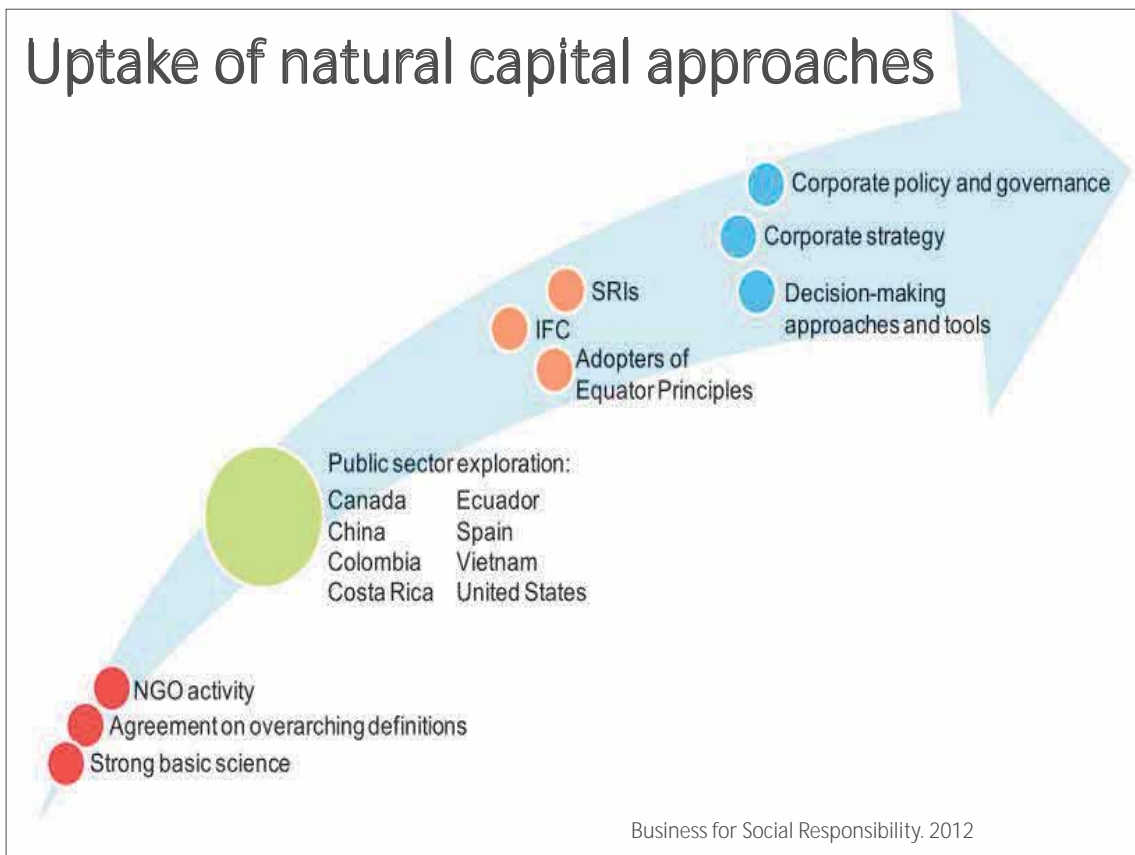 Uptake of natural capital approaches
Corporate policy and governance
Corporate strategy
Decision-making
approaches and tools
SRIs
IFC
Adopters of
Equator Principles
Public sector exploration:
Canada Ecuador
China Spain
Colombia Vietnam
Costa Rica United States
NGO activity
Agreement on overarching definitions
Strong basic science
Business for Social Responsibility. 2012